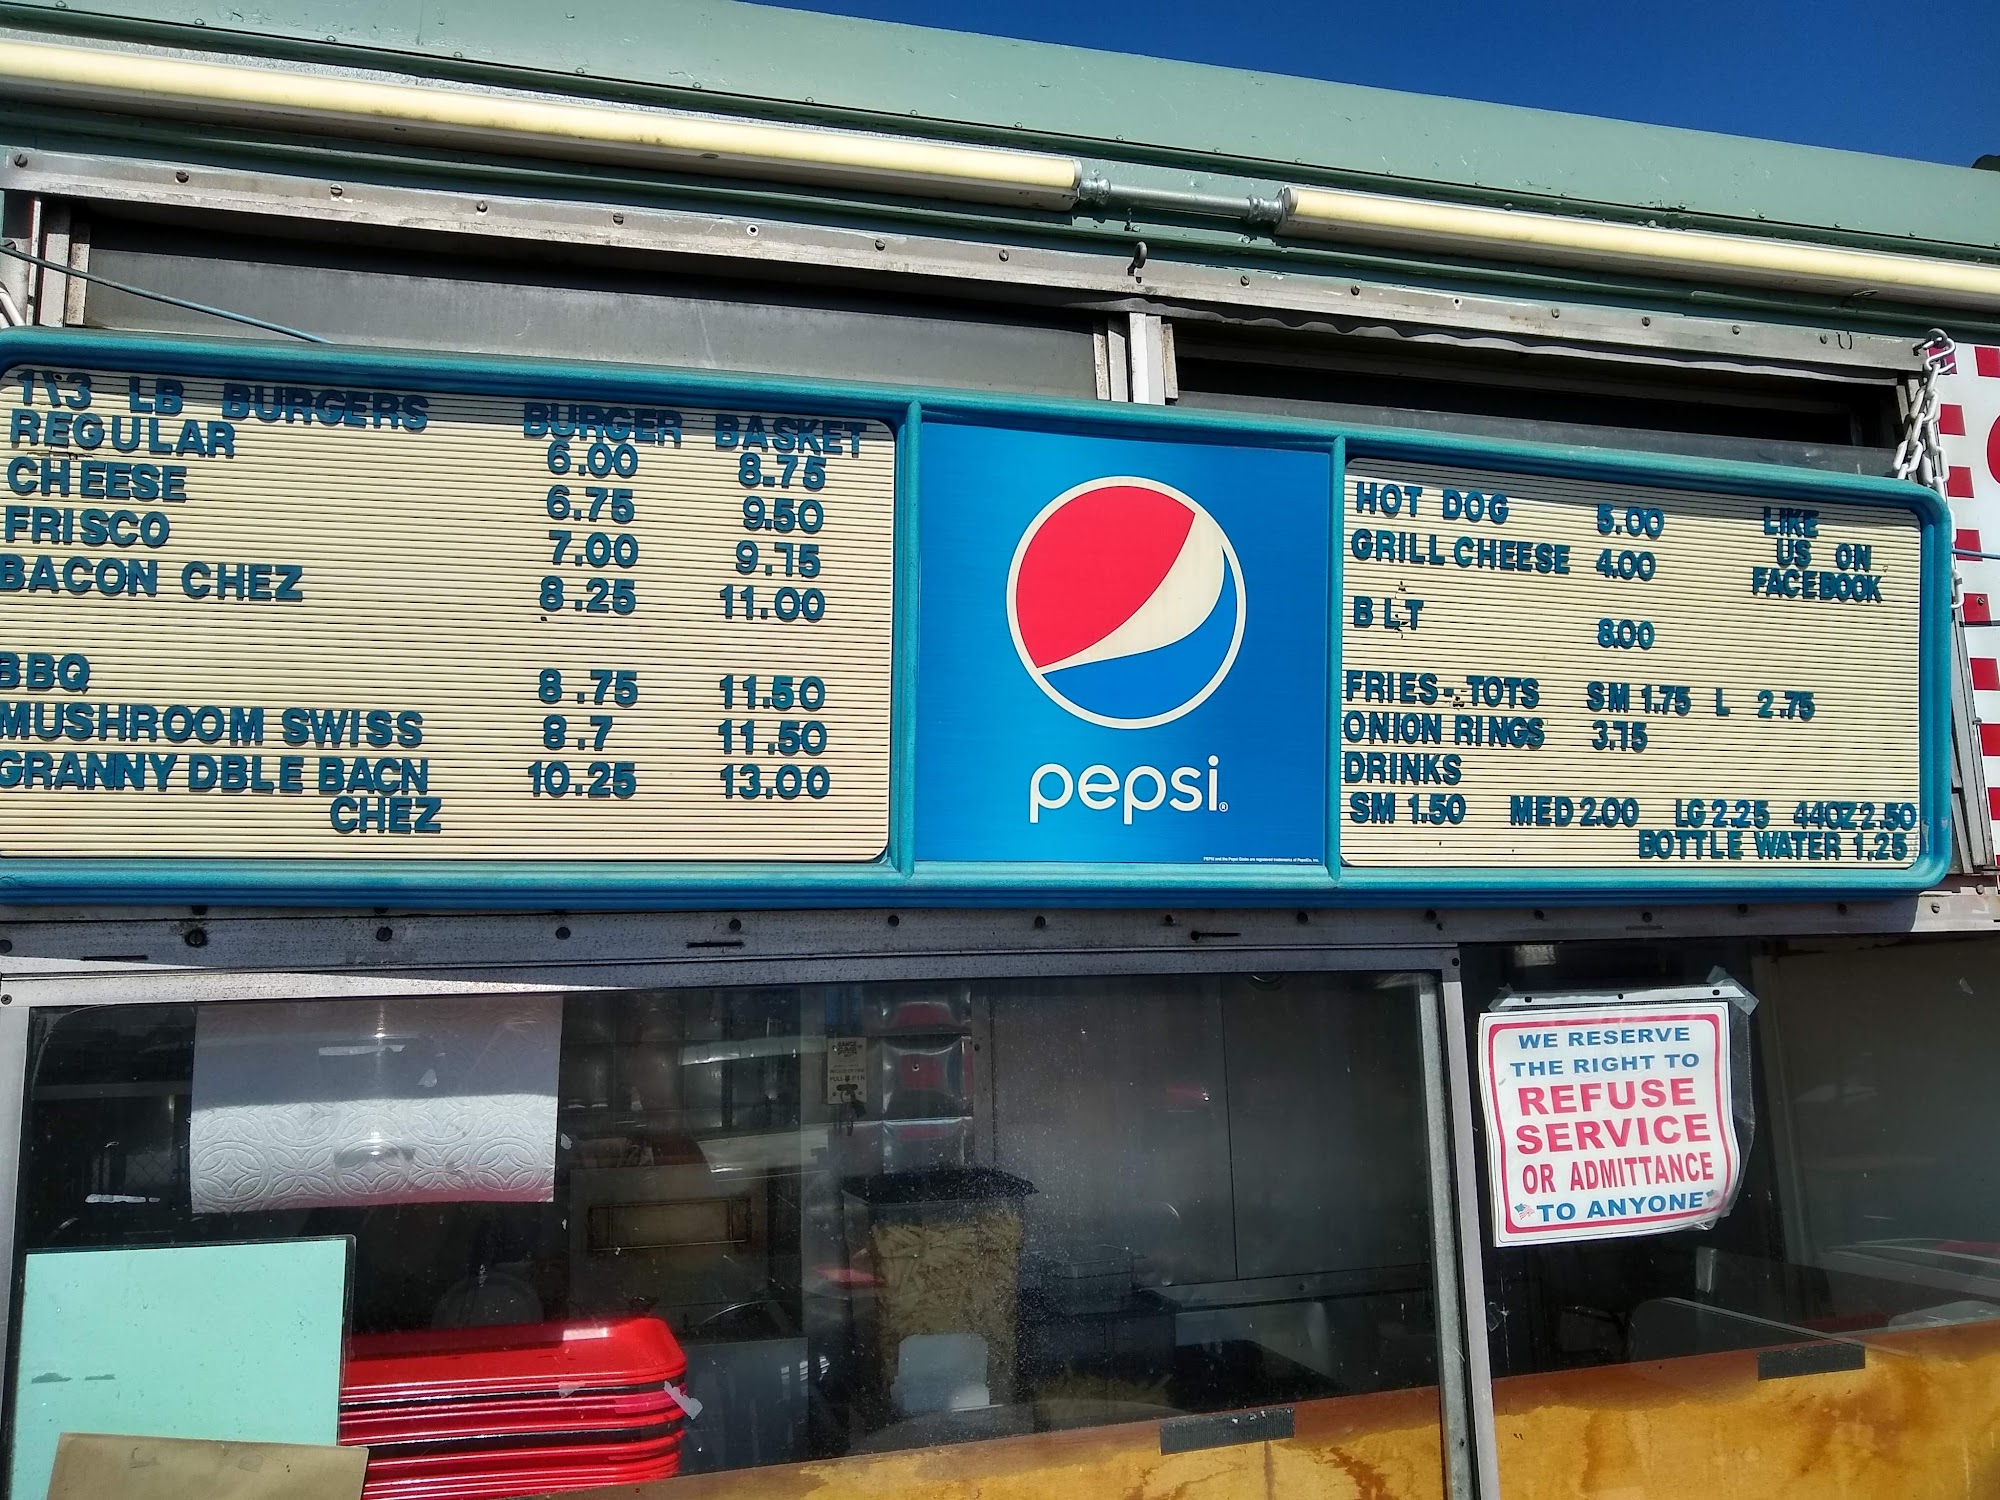 1\3 LB BURGERS BURGER BASKET
REGULAR 6.00 8.75
CHEESE 6.75 9.50
FRISCO 7.00 9.75
BACON CHEZ 8.25 11.00
BBQ 8.75 11.50
MUSHROOM SWISS 8.7 11.50
GRANNY DBLE BACN 10.25 13.00
CHEZ
pepsi®
HOT DOG 5.00
GRILL CHEESE 4.00
BLT 8.00
LIKE
US ON
FACEBOOK
FRIES - TOTS SM 1.75 L 2.75
ONION RINGS 3.75
DRINKS
SM 1.50 MED 2.00 LG 2.25 44OZ 2.50
BOTTLE WATER 1.25
WE RESERVE
THE RIGHT TO
REFUSE
SERVICE
OR ADMITTANCE
TO ANYONE